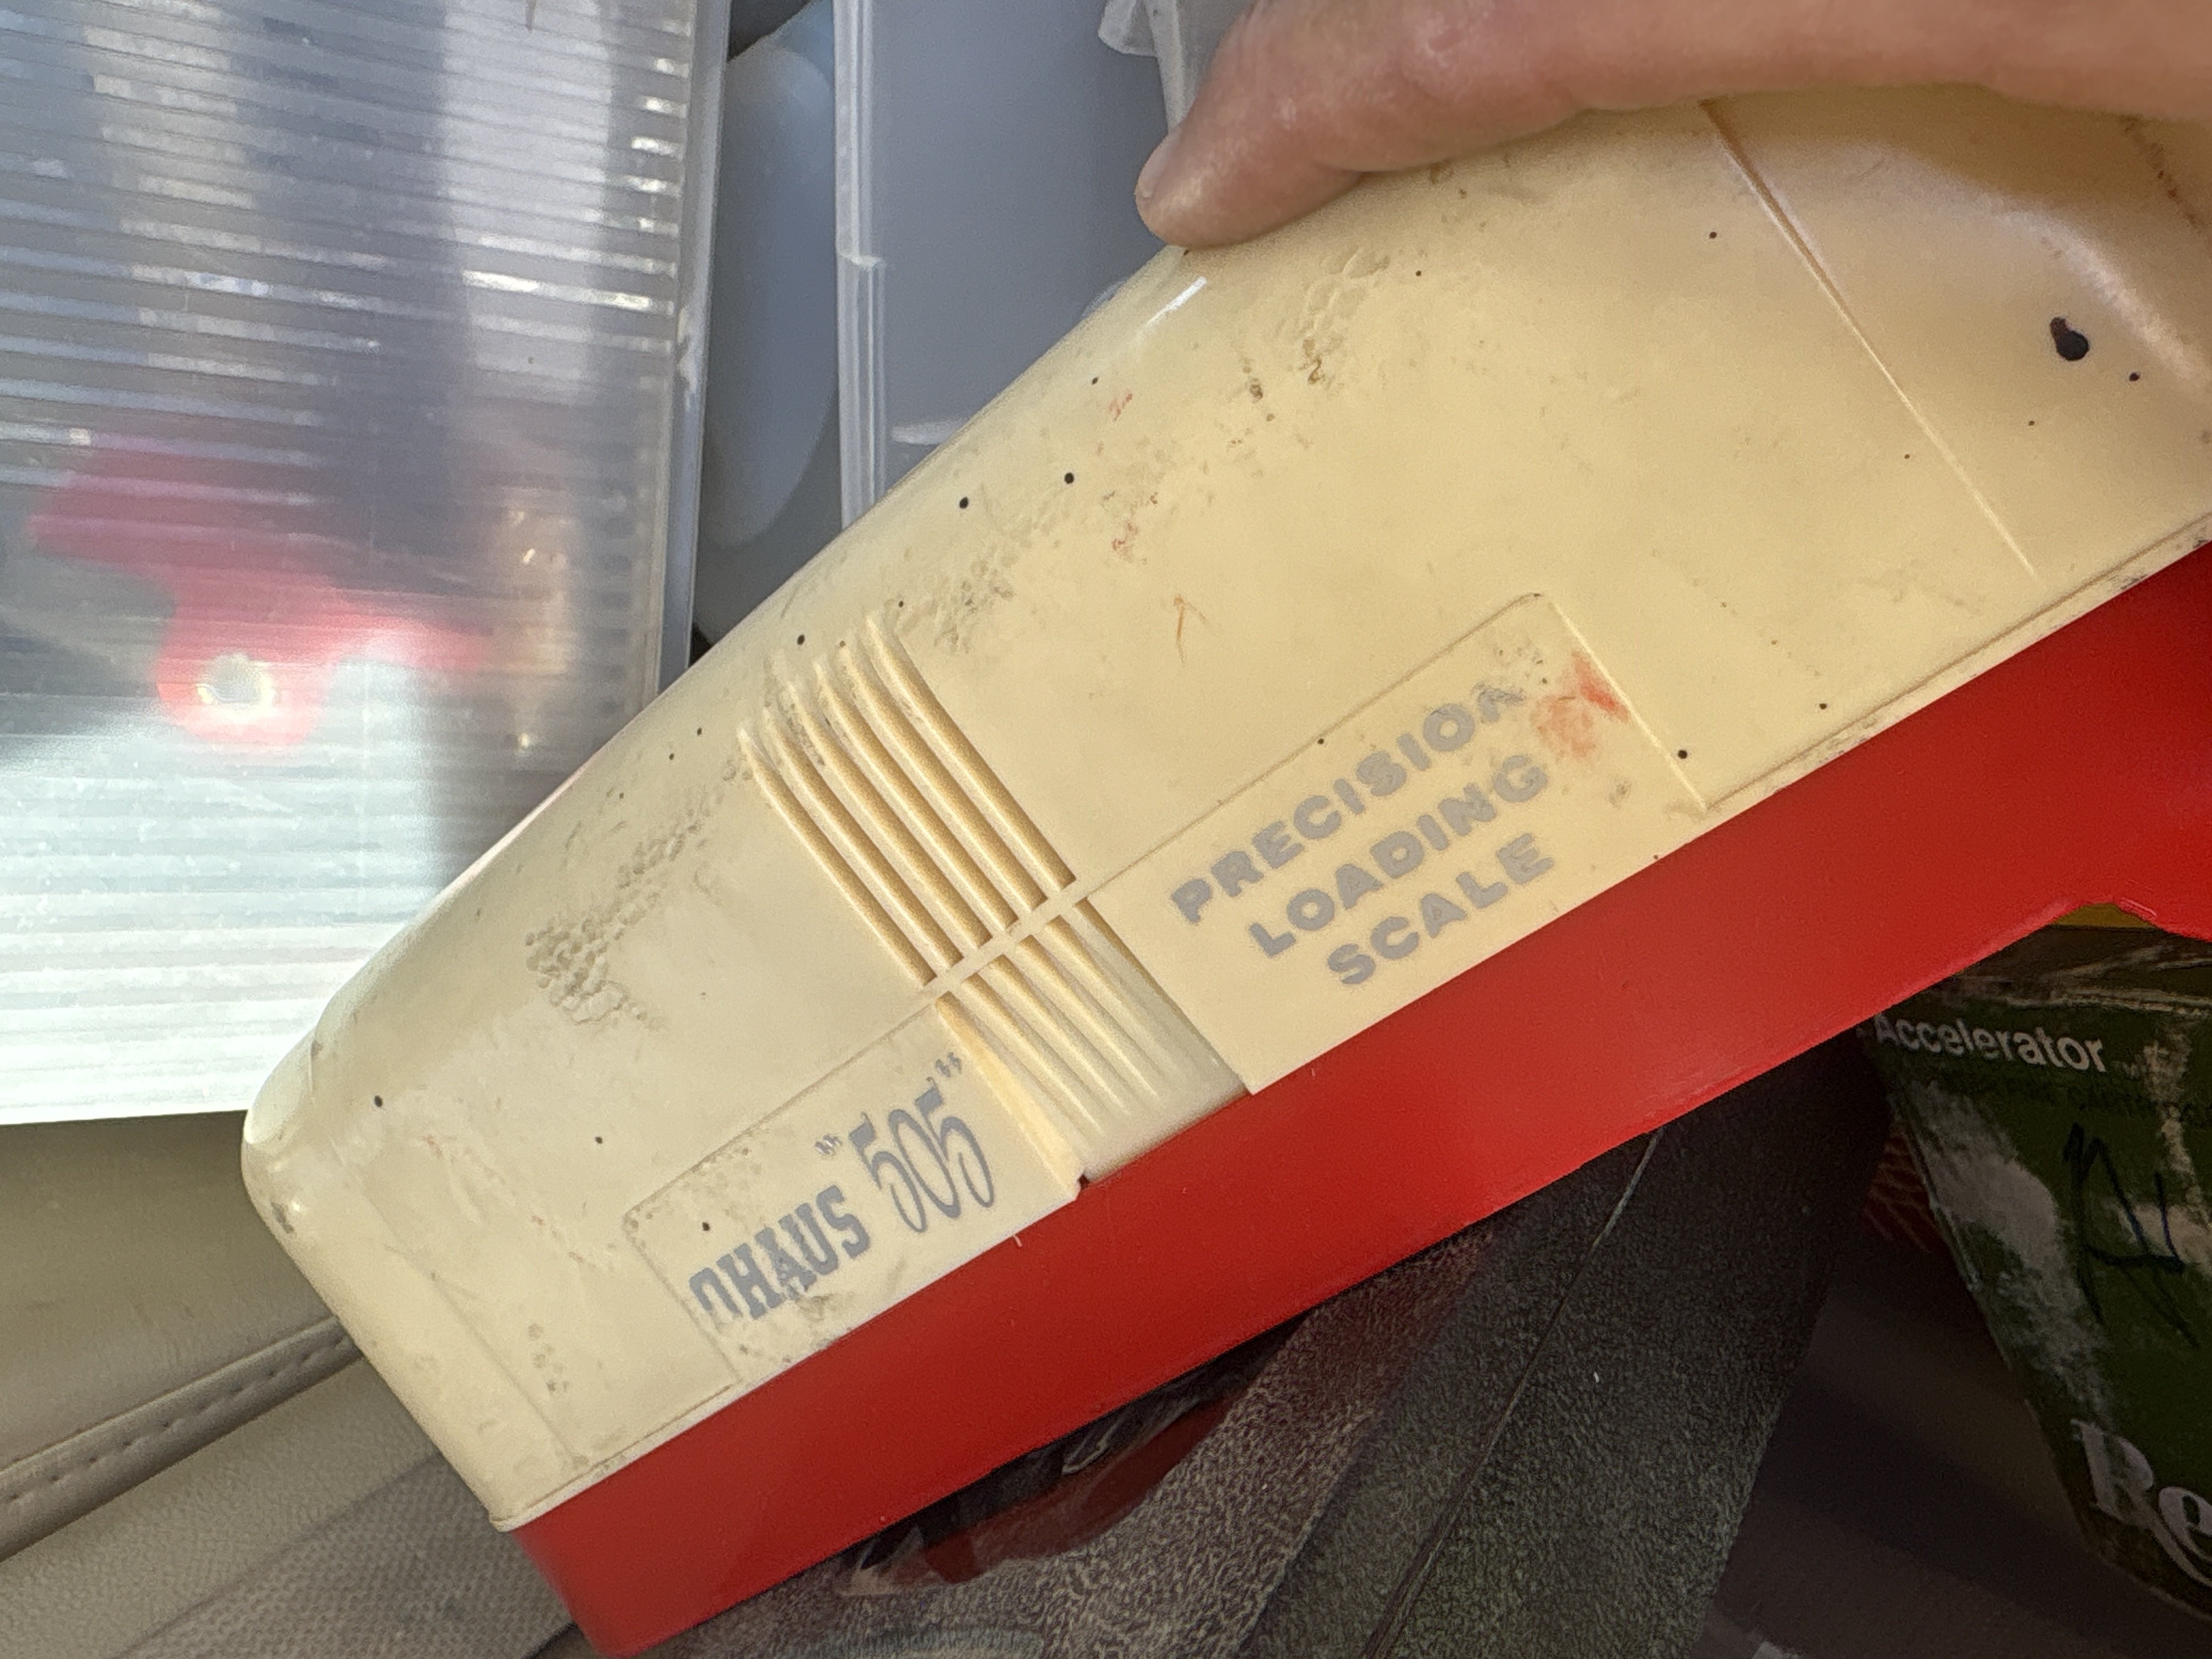 OHAUS "505"
PRECISION
LOADING
SCALE
Accelerator